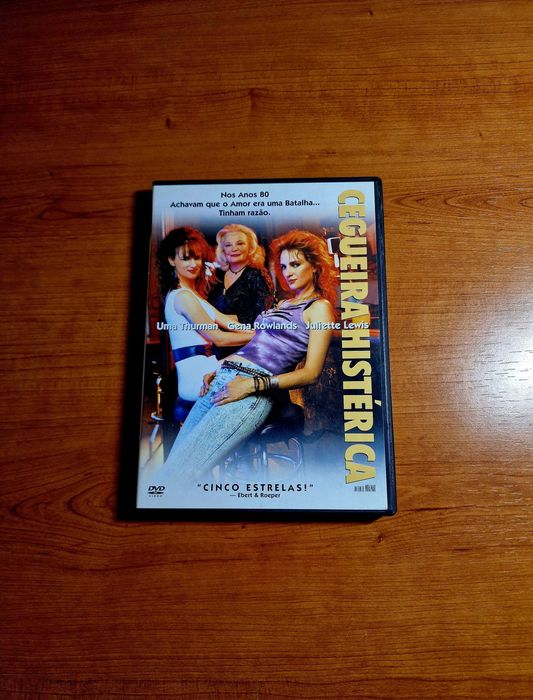 Nos Anos 80
Achavam que o Amor era uma Batalha...
Tinham razão.
CEGUEIRA HISTÉRICA
Uma Thurman Gena Rowlands Juliette Lewis
"CINCO ESTRELAS!"
— Ebert & Roeper
DVD
VIDEO